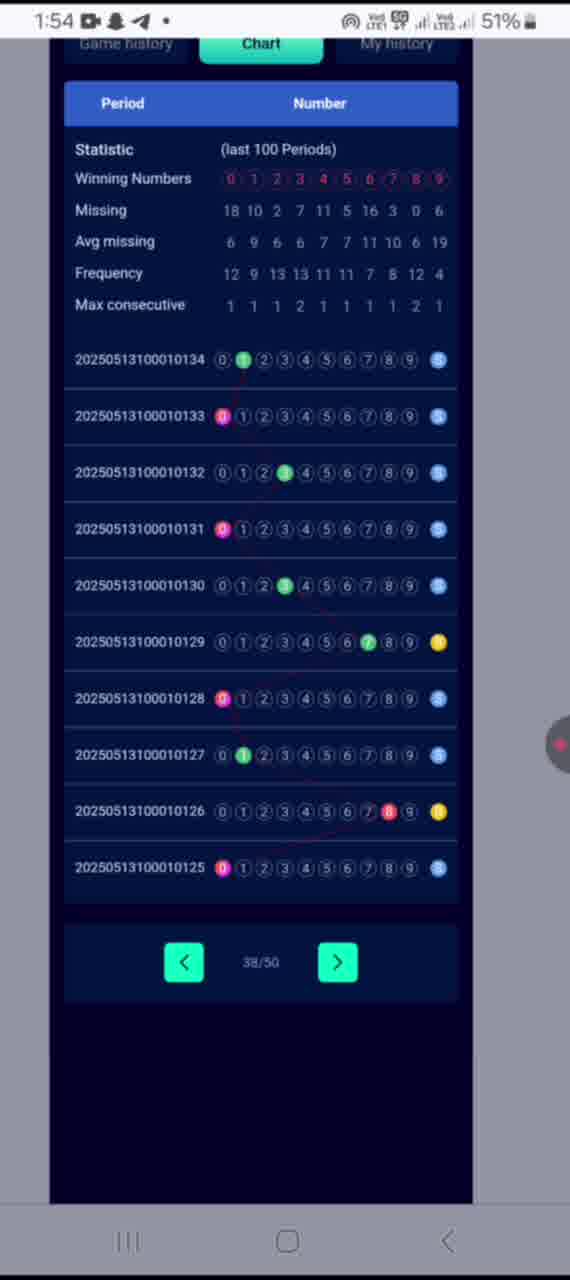 1:54 51%
Game history Chart My history
Period Number
Statistic (last 100 Periods)
Winning Numbers 0 1 2 3 4 5 6 7 8 9
Missing 18 10 2 7 11 5 16 3 0 6
Avg missing 6 9 6 6 7 7 11 10 6 19
Frequency 12 9 13 13 11 11 7 8 12 4
Max consecutive 1 1 1 2 1 1 1 1 2 1
20250513100010134 0 1 2 3 4 5 6 7 8 9 S
20250513100010133 0 1 2 3 4 5 6 7 8 9 S
20250513100010132 0 1 2 3 4 5 6 7 8 9 S
20250513100010131 0 1 2 3 4 5 6 7 8 9 S
20250513100010130 0 1 2 3 4 5 6 7 8 9 S
20250513100010129 0 1 2 3 4 5 6 7 8 9 B
20250513100010128 0 1 2 3 4 5 6 7 8 9 S
20250513100010127 0 1 2 3 4 5 6 7 8 9 S
20250513100010126 0 1 2 3 4 5 6 7 8 9 B
20250513100010125 0 1 2 3 4 5 6 7 8 9 S
38/50